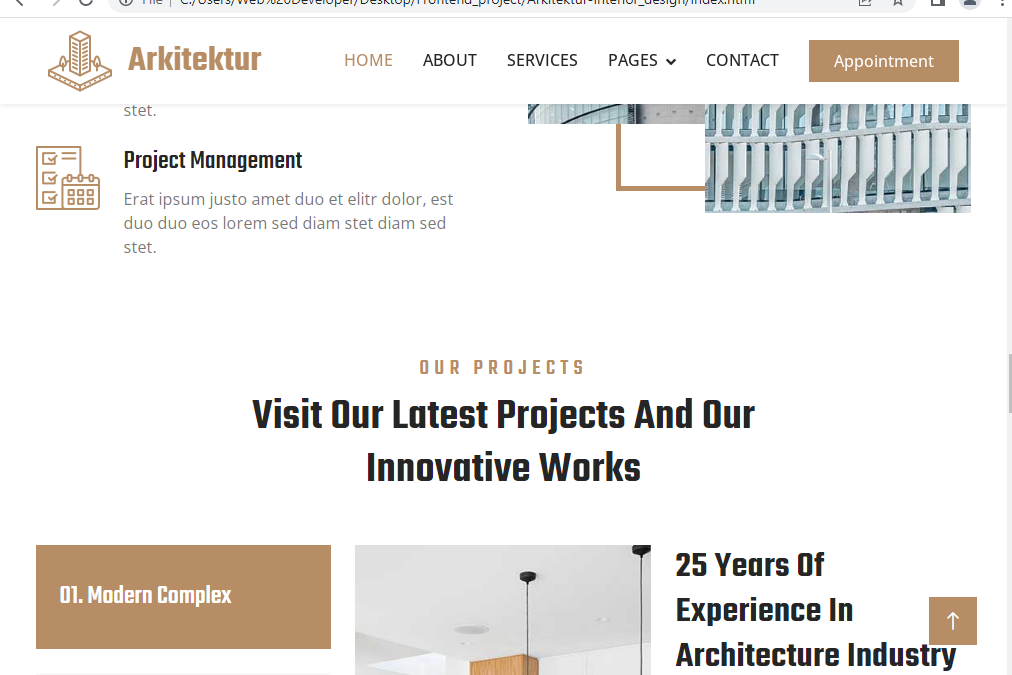 File | C:/Users/Web%20Developer/Desktop/Frontend_project/Arkitektur-interior_design/index.html
Arkitektur
HOME ABOUT SERVICES PAGES CONTACT Appointment
stet.
Project Management
Erat ipsum justo amet duo et elitr dolor, est
duo duo eos lorem sed diam stet diam sed
stet.
OUR PROJECTS
Visit Our Latest Projects And Our
Innovative Works
01. Modern Complex
25 Years Of
Experience In
Architecture Industry